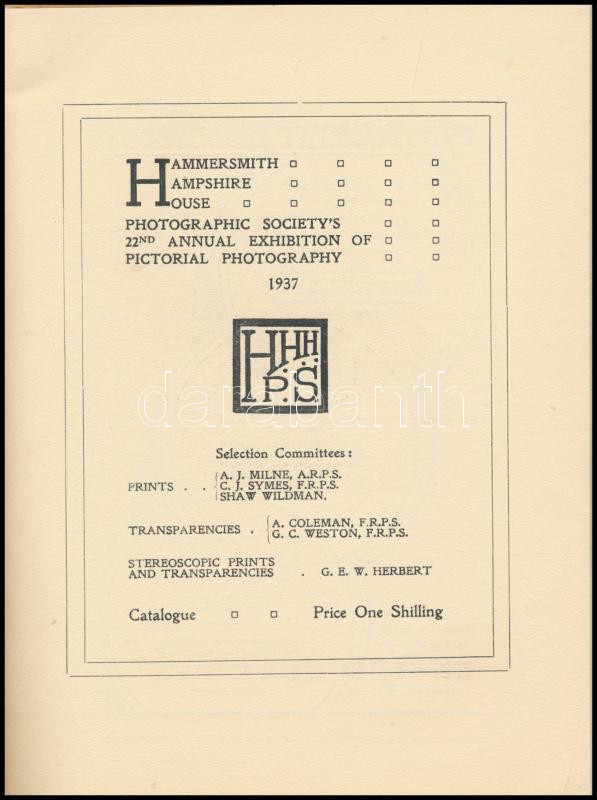 HAMMERSMITH
HAMPSHIRE
HOUSE
PHOTOGRAPHIC SOCIETY'S
22ND ANNUAL EXHIBITION OF
PICTORIAL PHOTOGRAPHY
1937
HHH
P.S.
darabanth
Selection Committees:
PRINTS . . A. J. MILNE, A.R.P.S.
C. J. SYMES, F.R.P.S.
SHAW WILDMAN.
TRANSPARENCIES . A. COLEMAN, F.R.P.S.
G. C. WESTON, F.R.P.S.
STEREOSCOPIC PRINTS
AND TRANSPARENCIES . G. E. W. HERBERT
Catalogue Price One Shilling